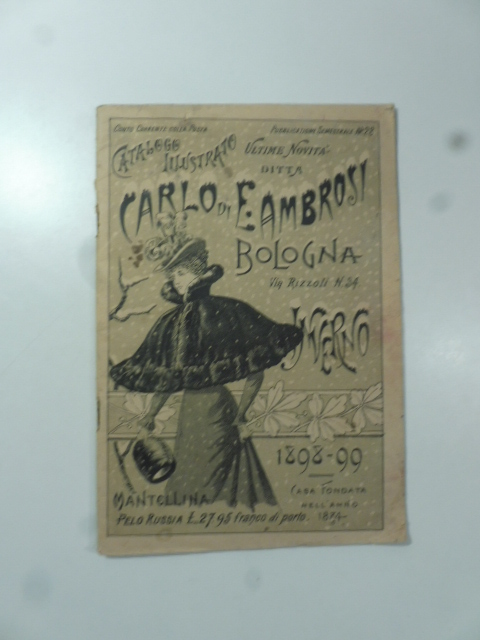 Conto Corrente colla Posta
Pubblicazione Semestrale N. 22
Catalogo
Illustrato
Ultime Novità
Ditta
Carlo di E. Ambrosi
Bologna
Via Rizzoli N. 34
Inverno
1898-99
Casa fondata
nell'anno
1874
Mantellina
Pelo Russia L. 27 95 franco di porto.